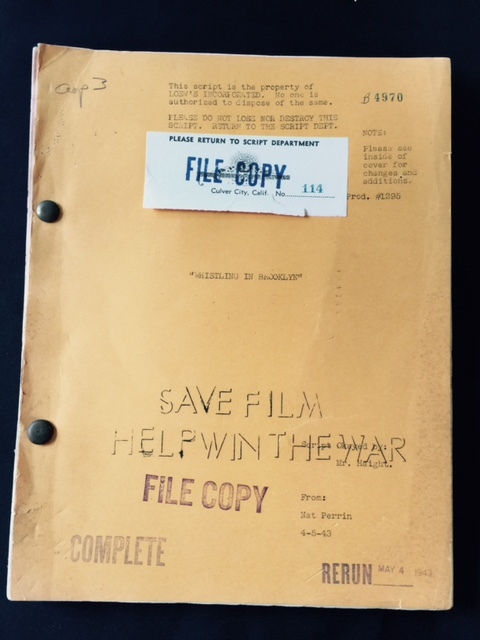 This script is the property of
LOEW'S INCORPORATED. No one is
authorized to dispose of the same.
PLEASE DO NOT LOSE NOR DESTROY THIS
SCRIPT. RETURN TO THE SCRIPT DEPT.
4970
NOTE:
Please see
inside of
cover for
changes and
additions.
Prod. #1295
PLEASE RETURN TO SCRIPT DEPARTMENT
FILE COPY
Culver City, Calif. No. 114
"WHISTLING IN BROOKLYN"
SAVE FILM
HELP WIN THE WAR
Script Okayed by:
Mr. Haight.
FILE COPY
From:
Nat Perrin
4-5-43
COMPLETE
RERUN MAY 4 1943